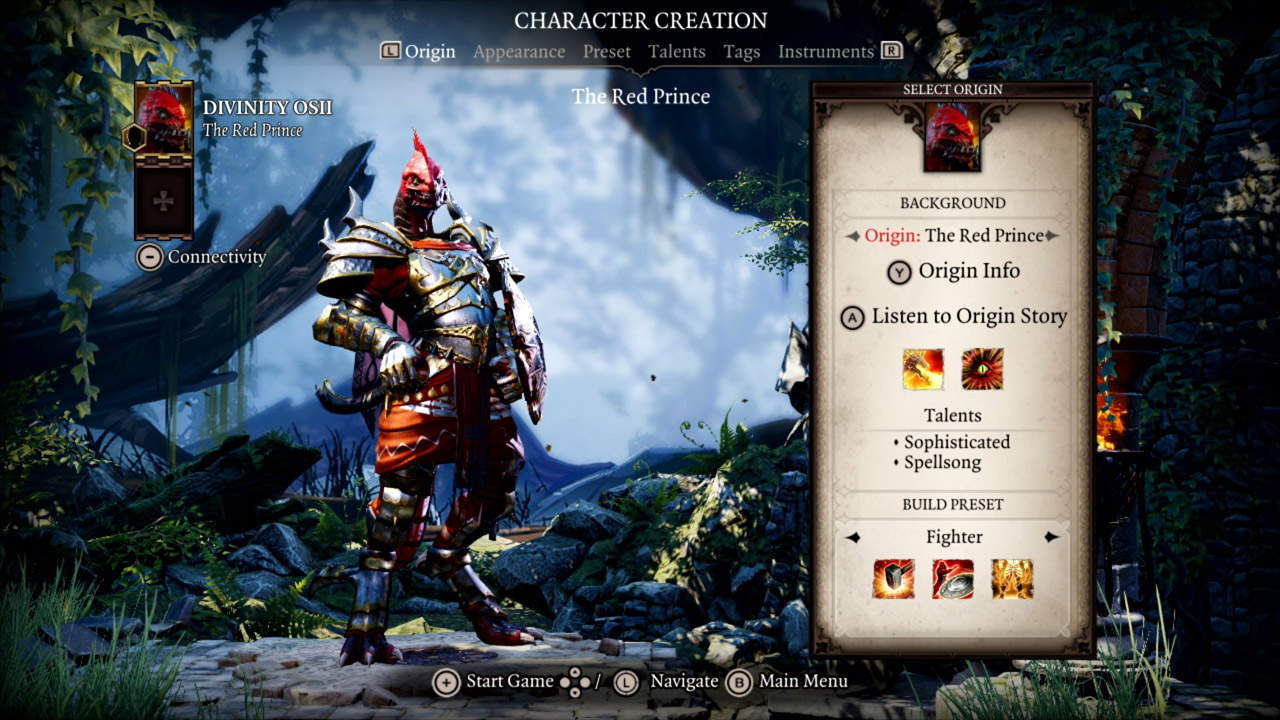 CHARACTER CREATION
L Origin Appearance Preset Talents Tags Instruments R
The Red Prince
DIVINITY OSII
The Red Prince
- Connectivity
SELECT ORIGIN
BACKGROUND
Origin: The Red Prince
Y Origin Info
A Listen to Origin Story
Talents
Sophisticated
Spellsong
BUILD PRESET
Fighter
+ Start Game / L Navigate B Main Menu